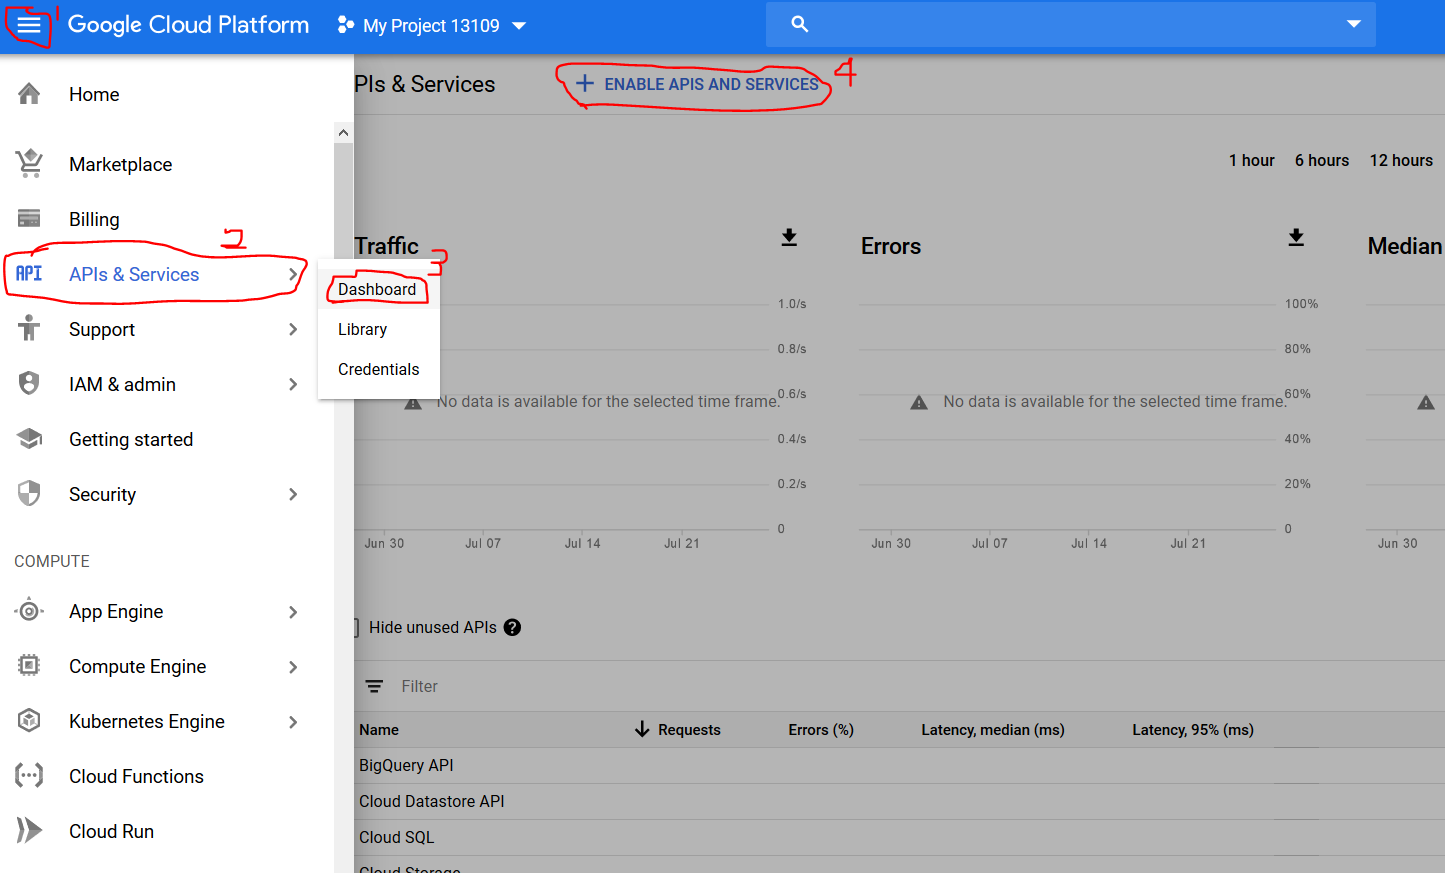 1
Google Cloud Platform
My Project 13109
PIs & Services
+ ENABLE APIS AND SERVICES
4
Home
Marketplace
Billing
2
API APIs & Services
3
Dashboard
Library
Credentials
Support
IAM & admin
Getting started
Security
COMPUTE
App Engine
Compute Engine
Kubernetes Engine
Cloud Functions
Cloud Run
1 hour 6 hours 12 hours
Traffic
1.0/s
0.8/s
0.6/s
0.4/s
0.2/s
0
No data is available for the selected time frame.
Jun 30 Jul 07 Jul 14 Jul 21
Errors
100%
80%
60%
40%
20%
0
No data is available for the selected time frame.
Jun 30 Jul 07 Jul 14 Jul 21
Median
Jun 30
Hide unused APIs ?
Filter
Name Requests Errors (%) Latency, median (ms) Latency, 95% (ms)
BigQuery API
Cloud Datastore API
Cloud SQL
Cloud Storage